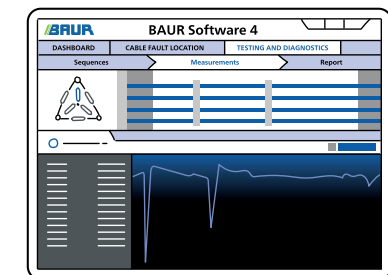 BAUR
BAUR Software 4
DASHBOARD CABLE FAULT LOCATION TESTING AND DIAGNOSTICS
Sequences Measurements Report